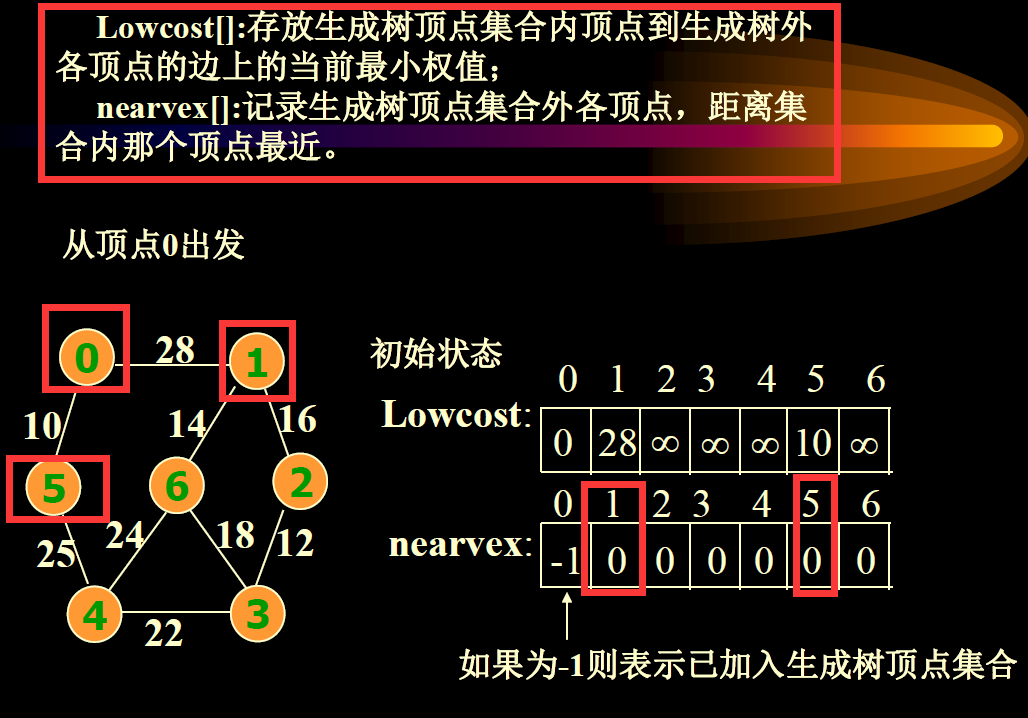 Lowcost[]:存放生成树顶点集合内顶点到生成树外
各顶点的边上的当前最小权值；
nearvex[]:记录生成树顶点集合外各顶点，距离集
合内那个顶点最近。
从顶点0出发
0 28 1
10 14 16
5 6 2
25 24 18 12
4 22 3
初始状态
0 1 2 3 4 5 6
Lowcost: 0 28 ∞ ∞ ∞ 10 ∞
0 1 2 3 4 5 6
nearvex: -1 0 0 0 0 0 0
如果为-1则表示已加入生成树顶点集合